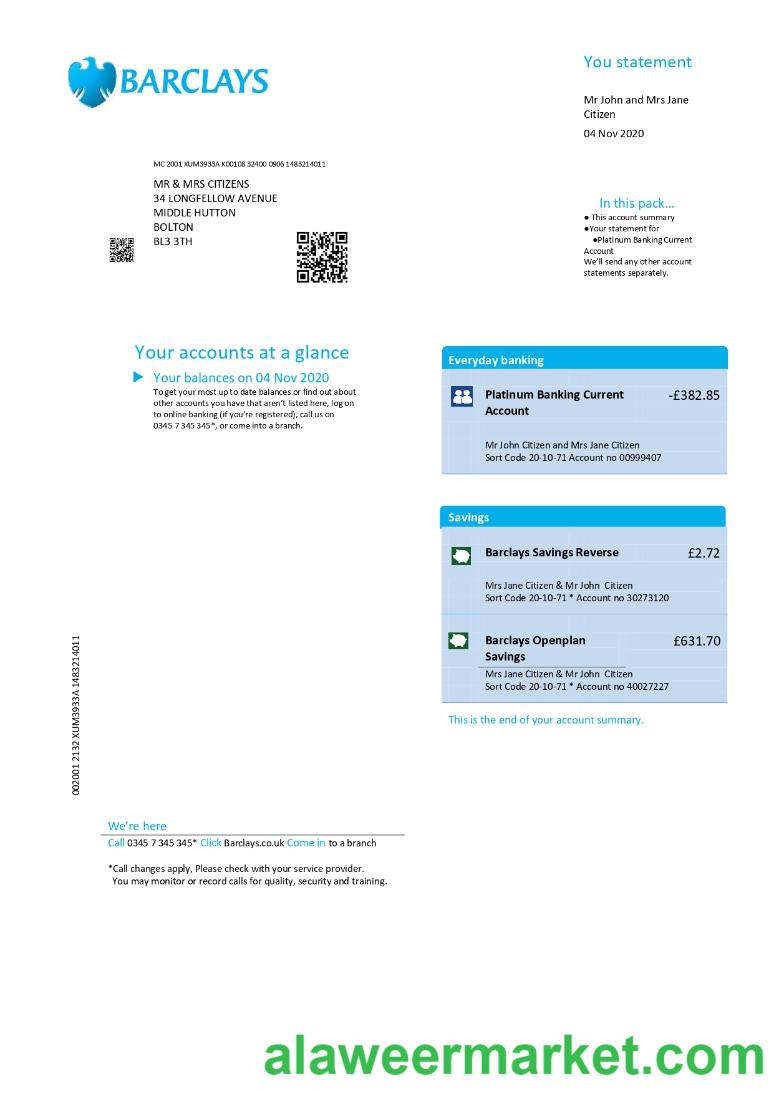 BARCLAYS
You statement
Mr John and Mrs Jane
Citizen
04 Nov 2020
MC 2001 XUM3933A K00108 32400 0906 1483214011
MR & MRS CITIZENS
34 LONGFELLOW AVENUE
MIDDLE HUTTON
BOLTON
BL3 3TH
In this pack...
● This account summary
●Your statement for
●Platinum Banking Current
Account
We'll send any other account
statements separately.
Your accounts at a glance
Your balances on 04 Nov 2020
To get your most up to date balances or find out about
other accounts you have that aren't listed here, log on
to online banking (if you're registered), call us on
0345 7 345 345*, or come into a branch.
Everyday banking
Platinum Banking Current -£382.85
Account
Mr John Citizen and Mrs Jane Citizen
Sort Code 20-10-71 Account no 00999407
Savings
Barclays Savings Reverse £2.72
Mrs Jane Citizen & Mr John Citizen
Sort Code 20-10-71 * Account no 30273120
Barclays Openplan £631.70
Savings
Mrs Jane Citizen & Mr John Citizen
Sort Code 20-10-71 * Account no 40027227
This is the end of your account summary.
002001 2132 XUM3933A 1483214011
We're here
Call 0345 7 345 345* Click Barclays.co.uk Come in to a branch
*Call changes apply, Please check with your service provider.
You may monitor or record calls for quality, security and training.
alaweermarket.com